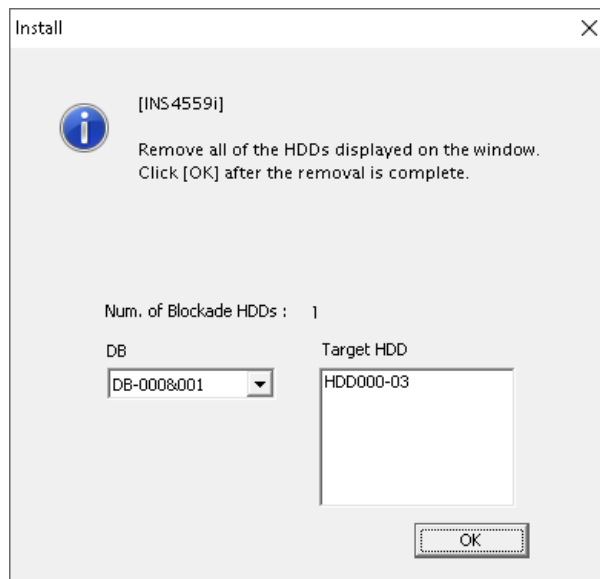 Install
[INS4559i]
Remove all of the HDDs displayed on the window.
Click [OK] after the removal is complete.
Num. of Blockade HDDs : 1
DB
Target HDD
DB-000&001
HDD000-03
OK